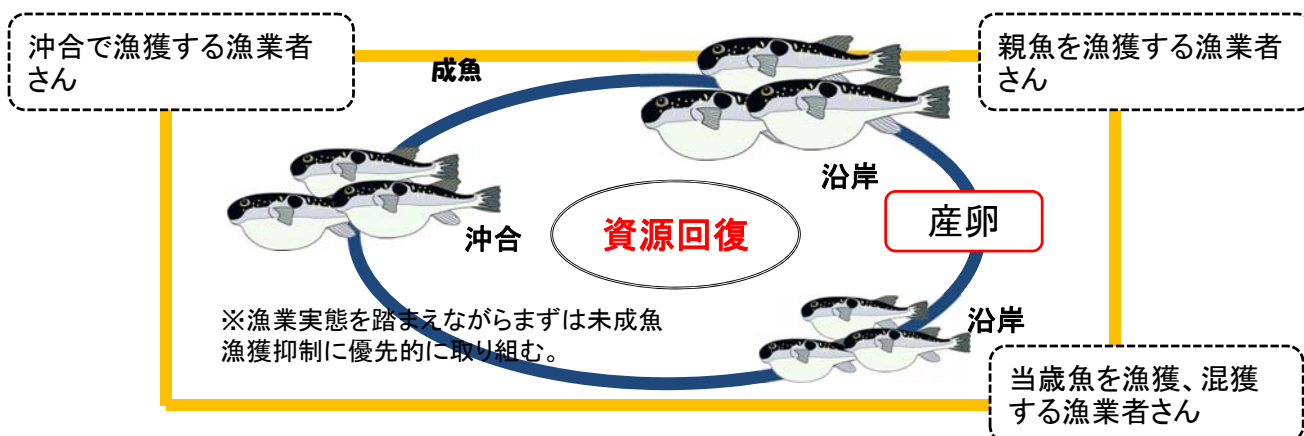 沖合で漁獲する漁業者
さん
成魚
親魚を漁獲する漁業者
さん
沿岸
産卵
沖合
資源回復
※漁業実態を踏まえながらまずは未成魚
漁獲抑制に優先的に取り組む。
沿岸
当歳魚を漁獲、混獲
する漁業者さん